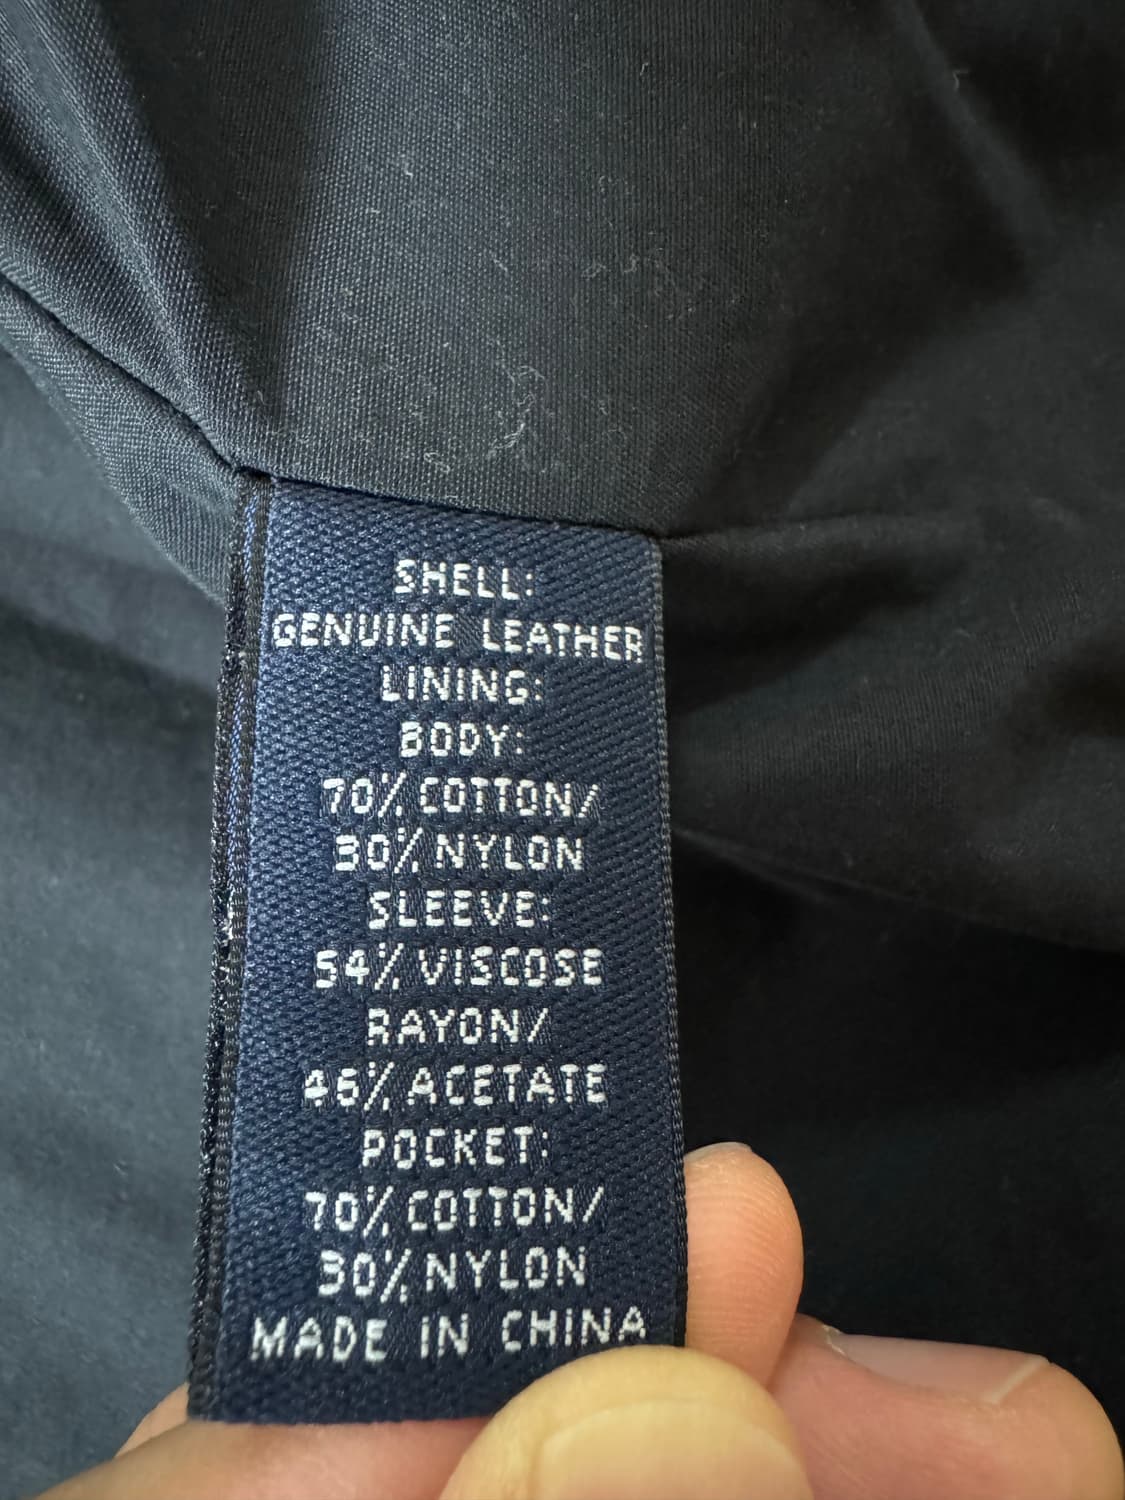 SHELL:
GENUINE LEATHER
LINING:
BODY:
70% COTTON/
30% NYLON
SLEEVE:
54% VISCOSE
RAYON/
46% ACETATE
POCKET:
70% COTTON/
30% NYLON
MADE IN CHINA